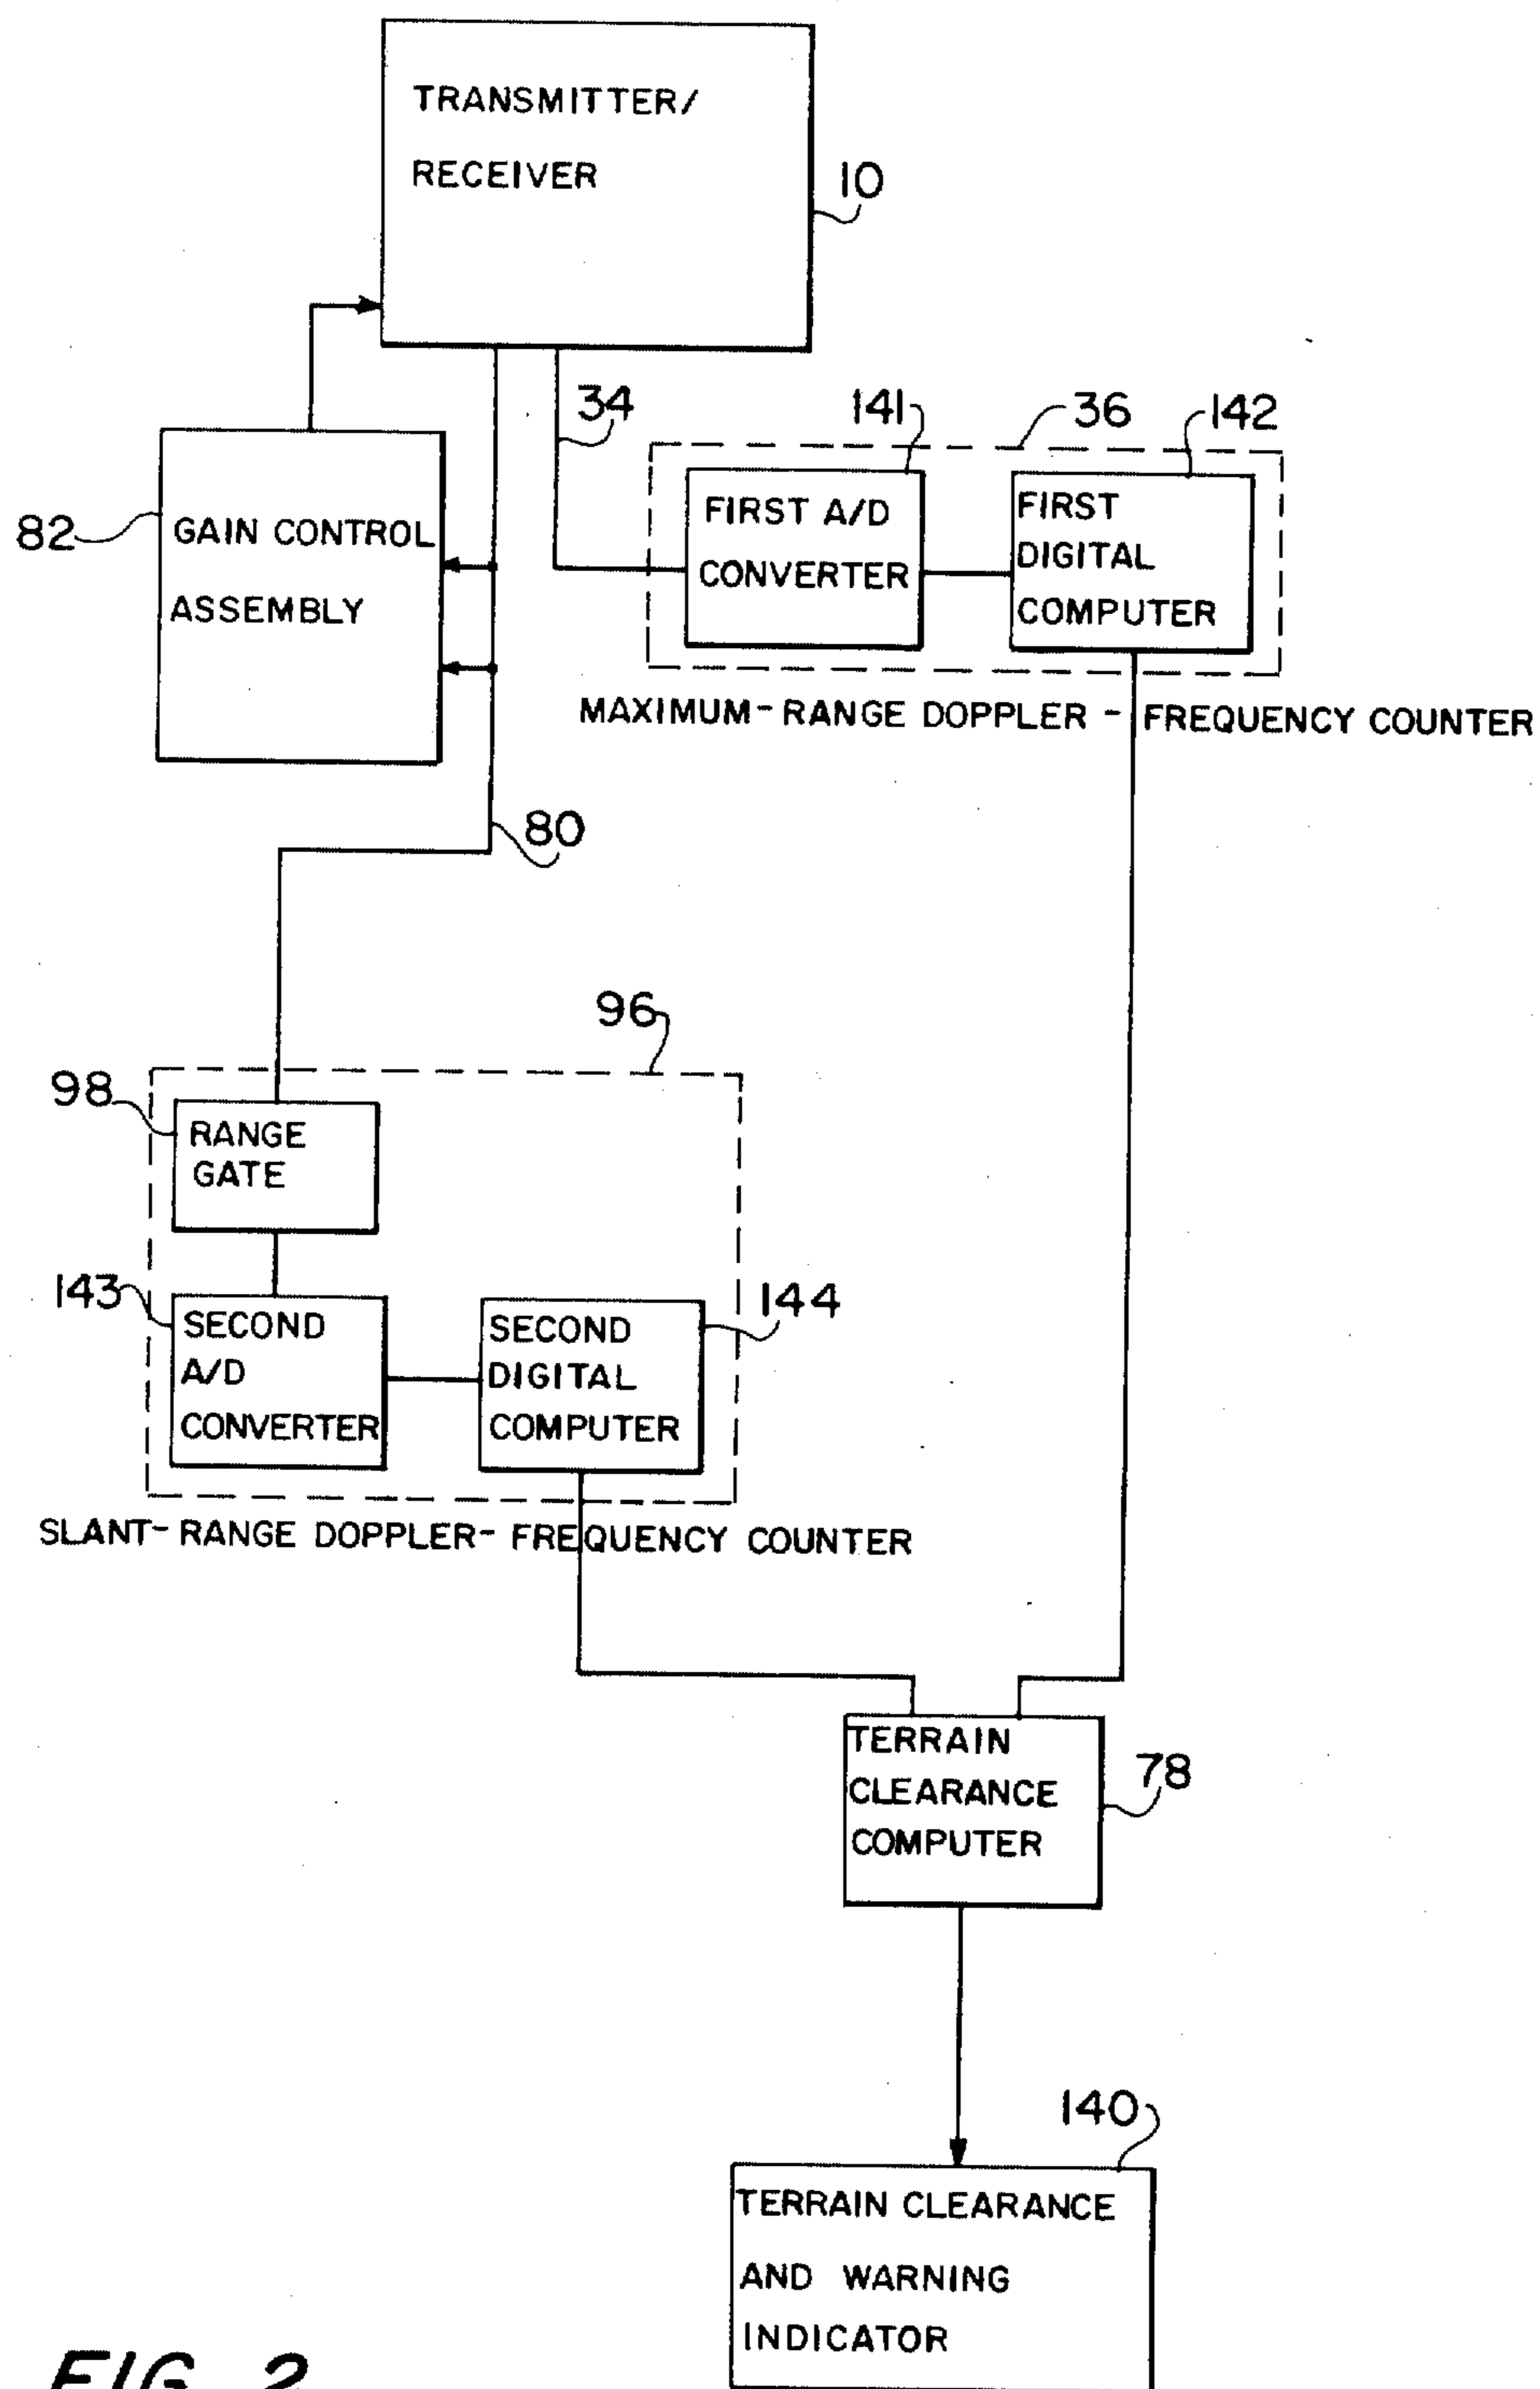 TRANSMITTER/
RECEIVER
10
34
141
36
142
82
GAIN CONTROL
ASSEMBLY
FIRST A/D
CONVERTER
FIRST
DIGITAL
COMPUTER
MAXIMUM-RANGE DOPPLER-FREQUENCY COUNTER
80
96
98
RANGE
GATE
143
SECOND
A/D
CONVERTER
SECOND
DIGITAL
COMPUTER
144
SLANT-RANGE DOPPLER-FREQUENCY COUNTER
TERRAIN
CLEARANCE
COMPUTER
78
140
TERRAIN CLEARANCE
AND WARNING
INDICATOR
FIG. 2